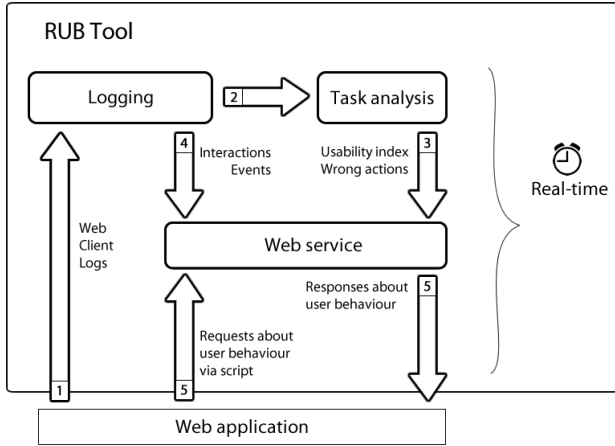 RUB Tool
Logging
2
Task analysis
4
Interactions
Events
Usability index
Wrong actions
3
Real-time
Web
Client
Logs
Web service
Responses about
user behaviour
5
Requests about
user behaviour
via script
1
5
Web application